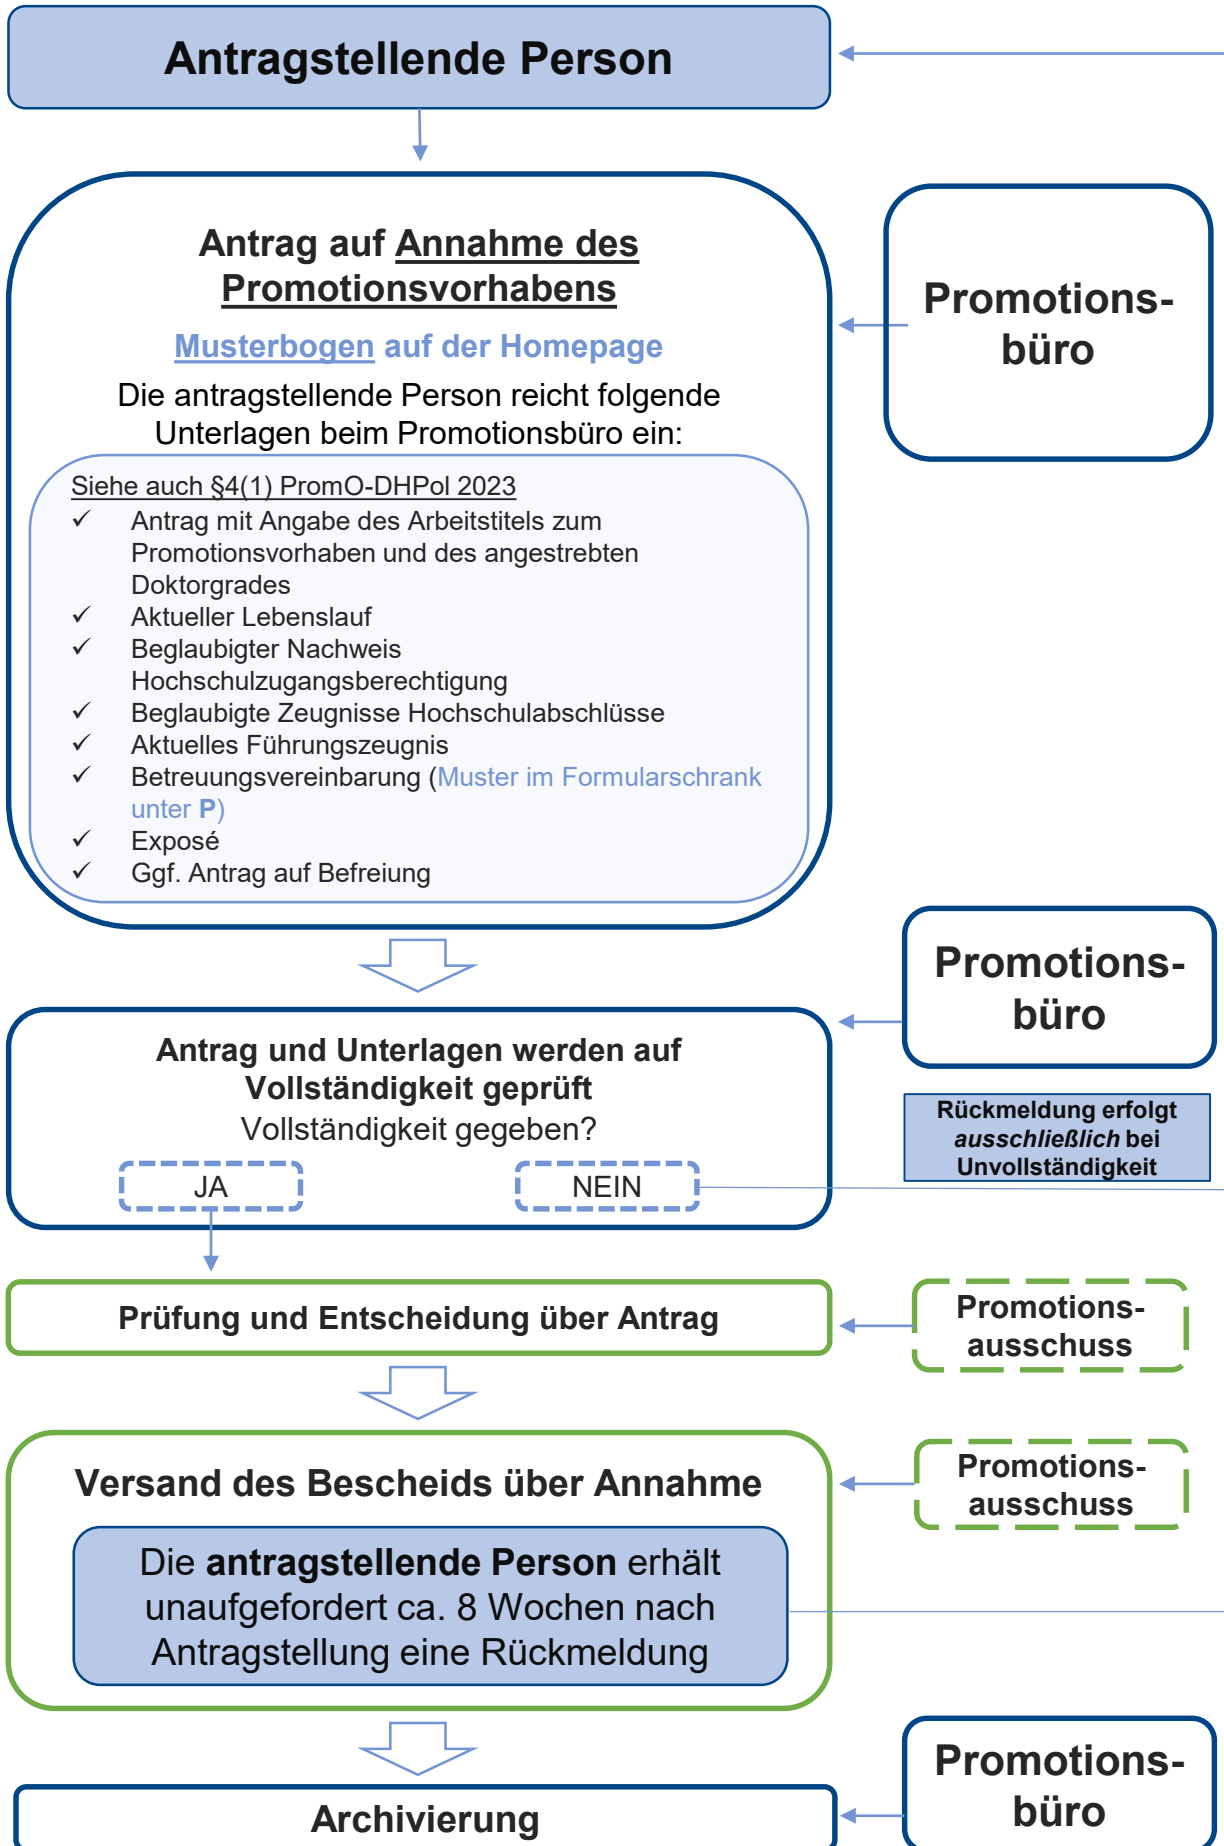 Antragstellende Person
Antrag auf Annahme des
Promotionsvorhabens
Musterbogen auf der Homepage
Die antragstellende Person reicht folgende
Unterlagen beim Promotionsbüro ein:
Promotions-
büro
Siehe auch §4(1) PromO-DHPol 2023
✓ Antrag mit Angabe des Arbeitstitels zum
Promotionsvorhaben und des angestrebten
Doktorgrades
✓ Aktueller Lebenslauf
✓ Beglaubigter Nachweis
Hochschulzugangsberechtigung
✓ Beglaubigte Zeugnisse Hochschulabschlüsse
✓ Aktuelles Führungszeugnis
✓ Betreuungsvereinbarung (Muster im Formularschrank
unter P)
✓ Exposé
✓ Ggf. Antrag auf Befreiung
Promotions-
büro
Antrag und Unterlagen werden auf
Vollständigkeit geprüft
Vollständigkeit gegeben?
JA
NEIN
Rückmeldung erfolgt
ausschließlich bei
Unvollständigkeit
Prüfung und Entscheidung über Antrag
Promotions-
ausschuss
Versand des Bescheids über Annahme
Promotions-
ausschuss
Die antragstellende Person erhält
unaufgefordert ca. 8 Wochen nach
Antragstellung eine Rückmeldung
Archivierung
Promotions-
büro